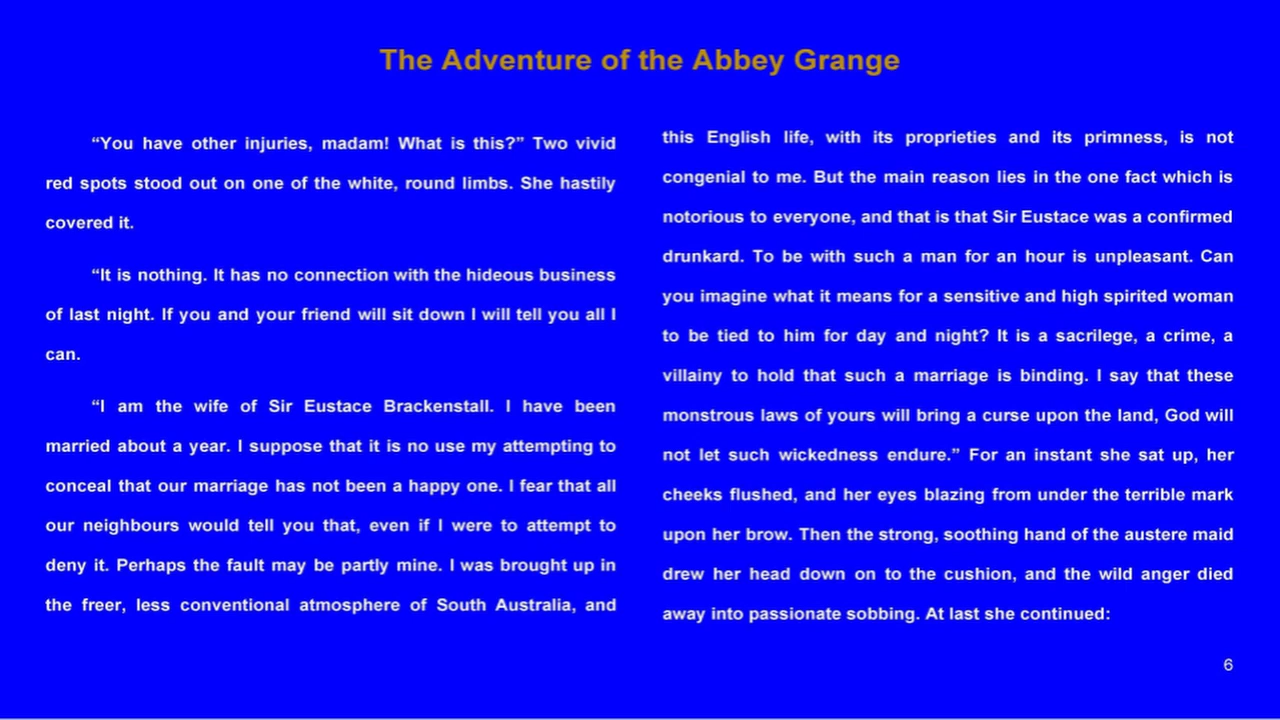 The Adventure of the Abbey Grange
“You have other injuries, madam! What is this?” Two vivid
red spots stood out on one of the white, round limbs. She hastily
covered it.
“It is nothing. It has no connection with the hideous business
of last night. If you and your friend will sit down I will tell you all I
can.
“I am the wife of Sir Eustace Brackenstall. I have been
married about a year. I suppose that it is no use my attempting to
conceal that our marriage has not been a happy one. I fear that all
our neighbours would tell you that, even if I were to attempt to
deny it. Perhaps the fault may be partly mine. I was brought up in
the freer, less conventional atmosphere of South Australia, and
this English life, with its proprieties and its primness, is not
congenial to me. But the main reason lies in the one fact which is
notorious to everyone, and that is that Sir Eustace was a confirmed
drunkard. To be with such a man for an hour is unpleasant. Can
you imagine what it means for a sensitive and high spirited woman
to be tied to him for day and night? It is a sacrilege, a crime, a
villainy to hold that such a marriage is binding. I say that these
monstrous laws of yours will bring a curse upon the land, God will
not let such wickedness endure.” For an instant she sat up, her
cheeks flushed, and her eyes blazing from under the terrible mark
upon her brow. Then the strong, soothing hand of the austere maid
drew her head down on to the cushion, and the wild anger died
away into passionate sobbing. At last she continued:
6